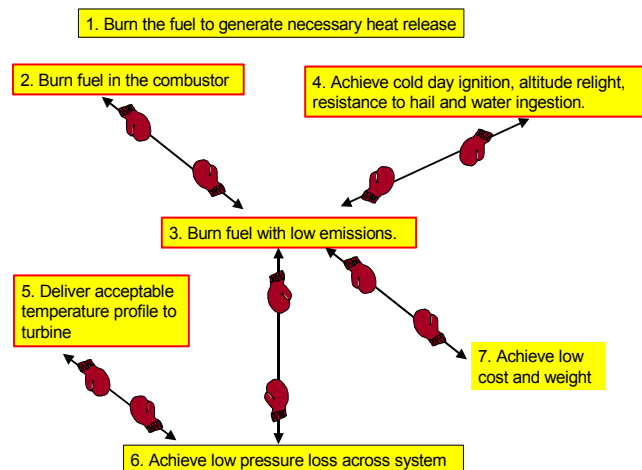 1. Burn the fuel to generate necessary heat release
2. Burn fuel in the combustor
4. Achieve cold day ignition, altitude relight,
resistance to hail and water ingestion.
3. Burn fuel with low emissions.
5. Deliver acceptable
temperature profile to
turbine
7. Achieve low
cost and weight
6. Achieve low pressure loss across system